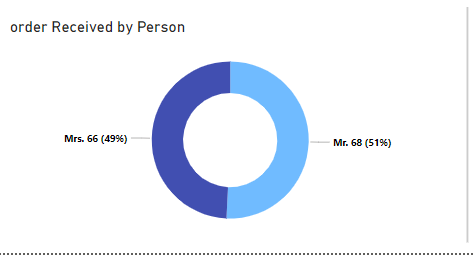 order Received by Person
Mrs. 66 (49%)
Mr. 68 (51%)